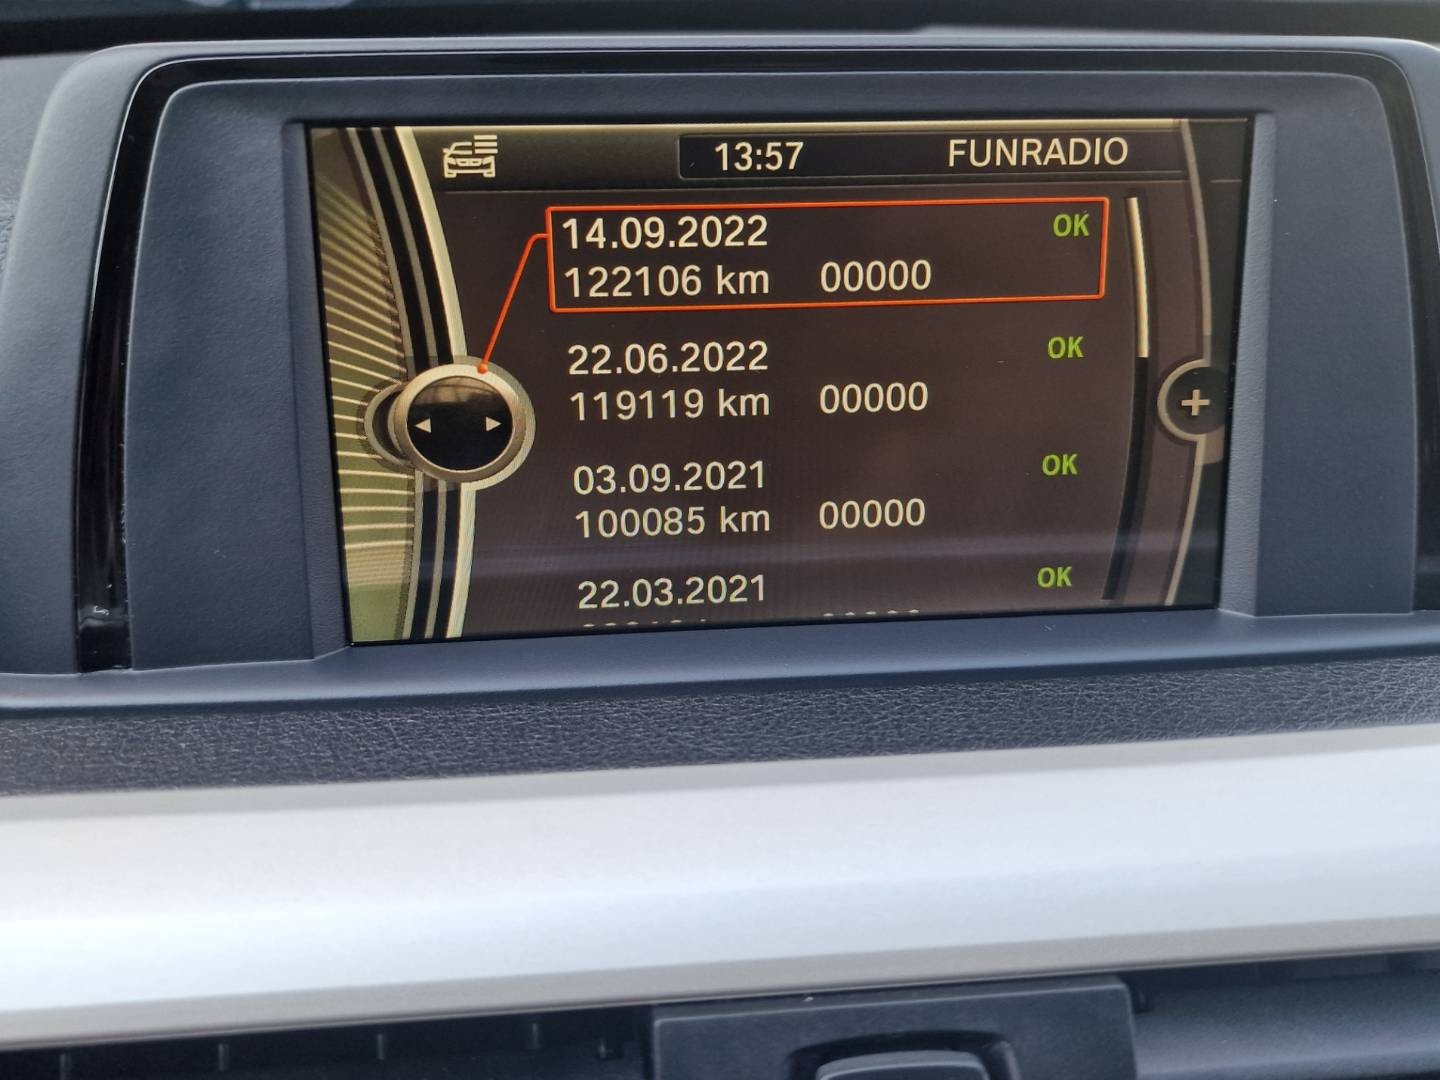 13:57 FUNRADIO
14.09.2022 OK
122106 km 00000
22.06.2022 OK
119119 km 00000
03.09.2021 OK
100085 km 00000
22.03.2021 OK